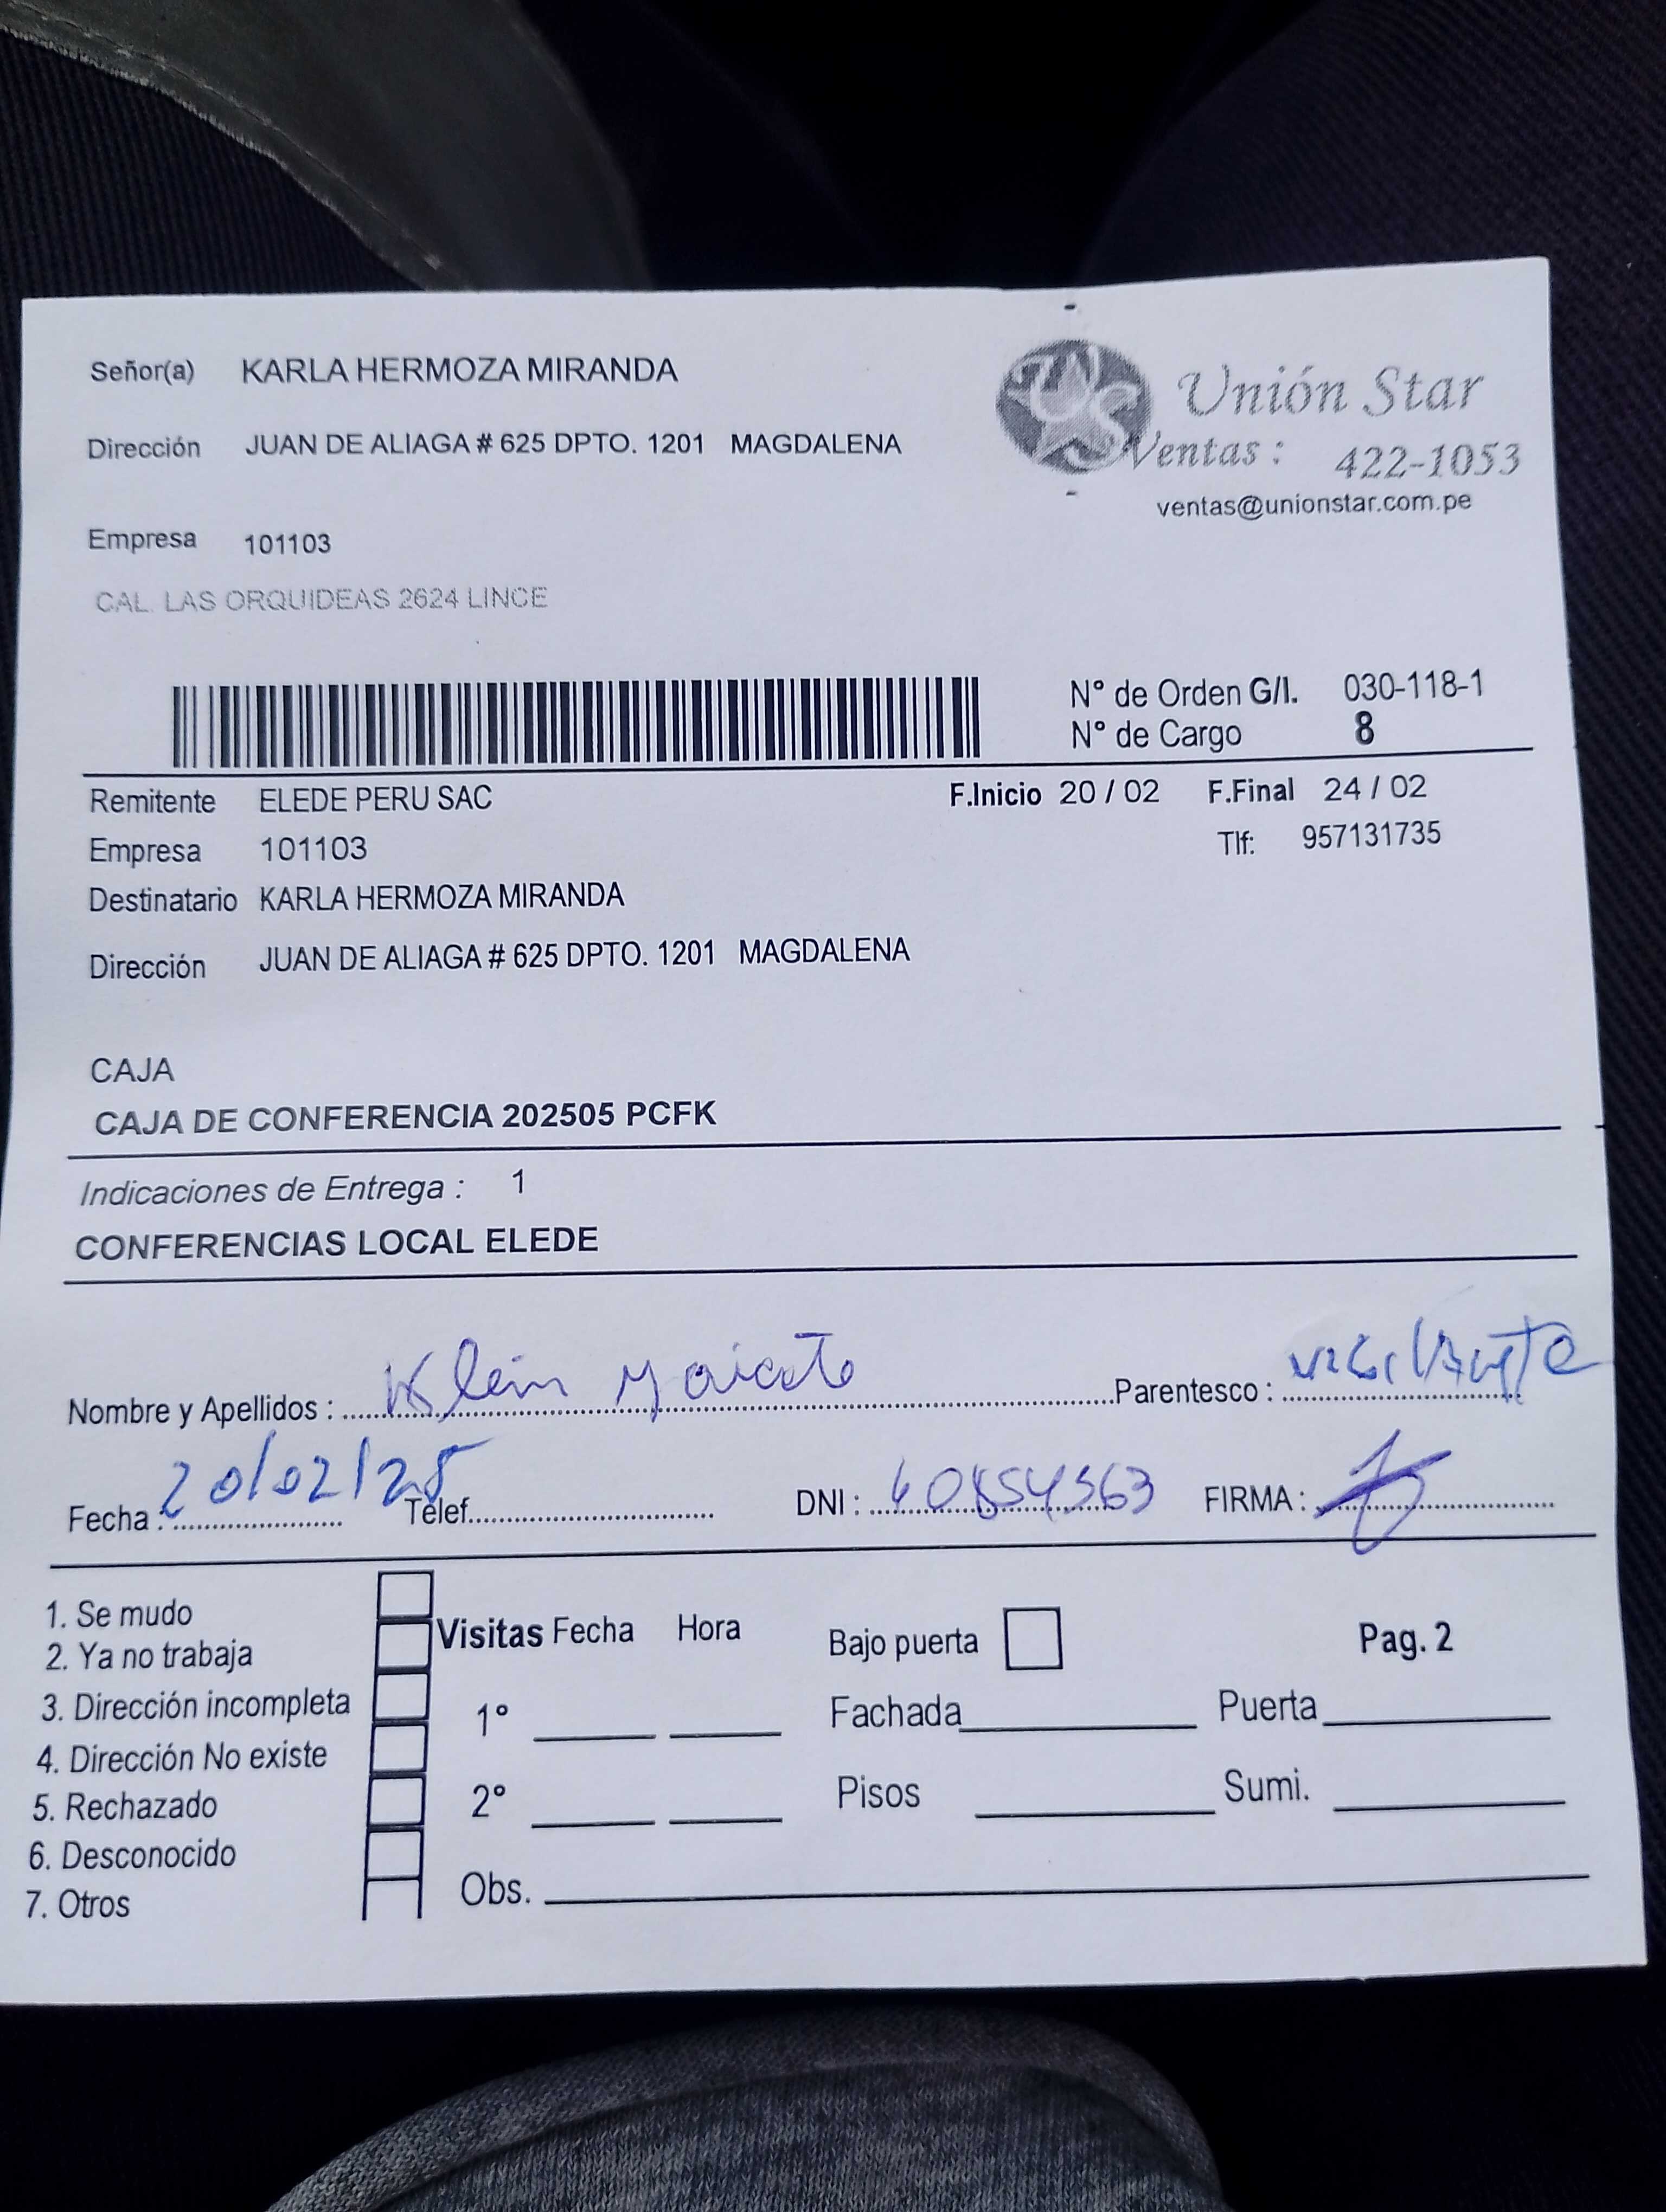 Señor(a) KARLA HERMOZA MIRANDA
Dirección JUAN DE ALIAGA # 625 DPTO. 1201 MAGDALENA
Unión Star
Ventas : 422-1053
ventas@unionstar.com.pe
Empresa 101103
CAL. LAS ORQUIDEAS 2624 LINCE
N° de Orden G/I. 030-118-1
N° de Cargo 8
Remitente ELEDE PERU SAC F.Inicio 20 / 02 F.Final 24 / 02
Empresa 101103 Tlf: 957131735
Destinatario KARLA HERMOZA MIRANDA
Dirección JUAN DE ALIAGA # 625 DPTO. 1201 MAGDALENA
CAJA
CAJA DE CONFERENCIA 202505 PCFK
Indicaciones de Entrega : 1
CONFERENCIAS LOCAL ELEDE
Nombre y Apellidos : Klein Parentesco : vigilante
Fecha : 20/02/25 Telef. DNI : FIRMA :
1. Se mudo
2. Ya no trabaja
3. Dirección incompleta
4. Dirección No existe
5. Rechazado
6. Desconocido
7. Otros
Visitas Fecha Hora
1°
2°
Obs.
Bajo puerta Pag. 2
Fachada Puerta
Pisos Sumi.